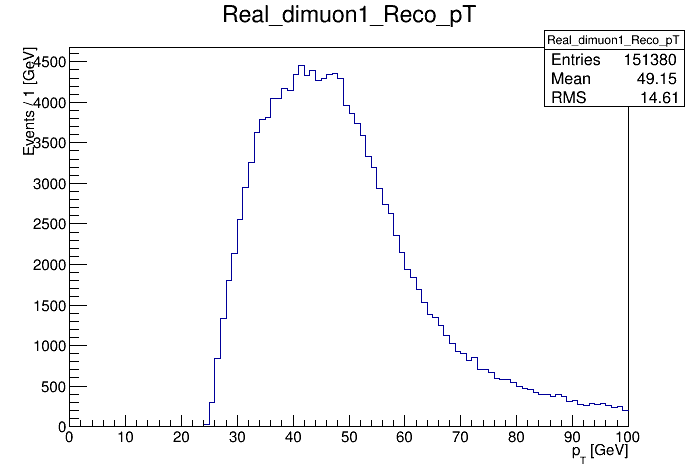 Real_dimuon1_Reco_pT
Real_dimuon1_Reco_pT
Entries 151380
Mean 49.15
RMS 14.61
Events / 1 [GeV]
4500
4000
3500
3000
2500
2000
1500
1000
500
0
0 10 20 30 40 50 60 70 80 90 100
pT [GeV]